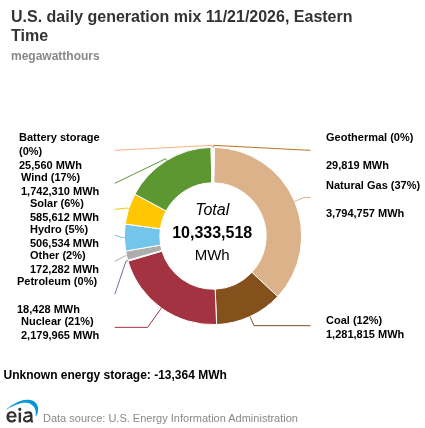 U.S. daily generation mix 11/21/2026, Eastern
Time
megawatthours
Battery storage
(0%)
25,560 MWh
Wind (17%)
1,742,310 MWh
Solar (6%)
585,612 MWh
Hydro (5%)
506,534 MWh
Other (2%)
172,282 MWh
Petroleum (0%)
18,428 MWh
Nuclear (21%)
2,179,965 MWh
Total
10,333,518
MWh
Geothermal (0%)
29,819 MWh
Natural Gas (37%)
3,794,757 MWh
Coal (12%)
1,281,815 MWh
Unknown energy storage: -13,364 MWh
eia
Data source: U.S. Energy Information Administration